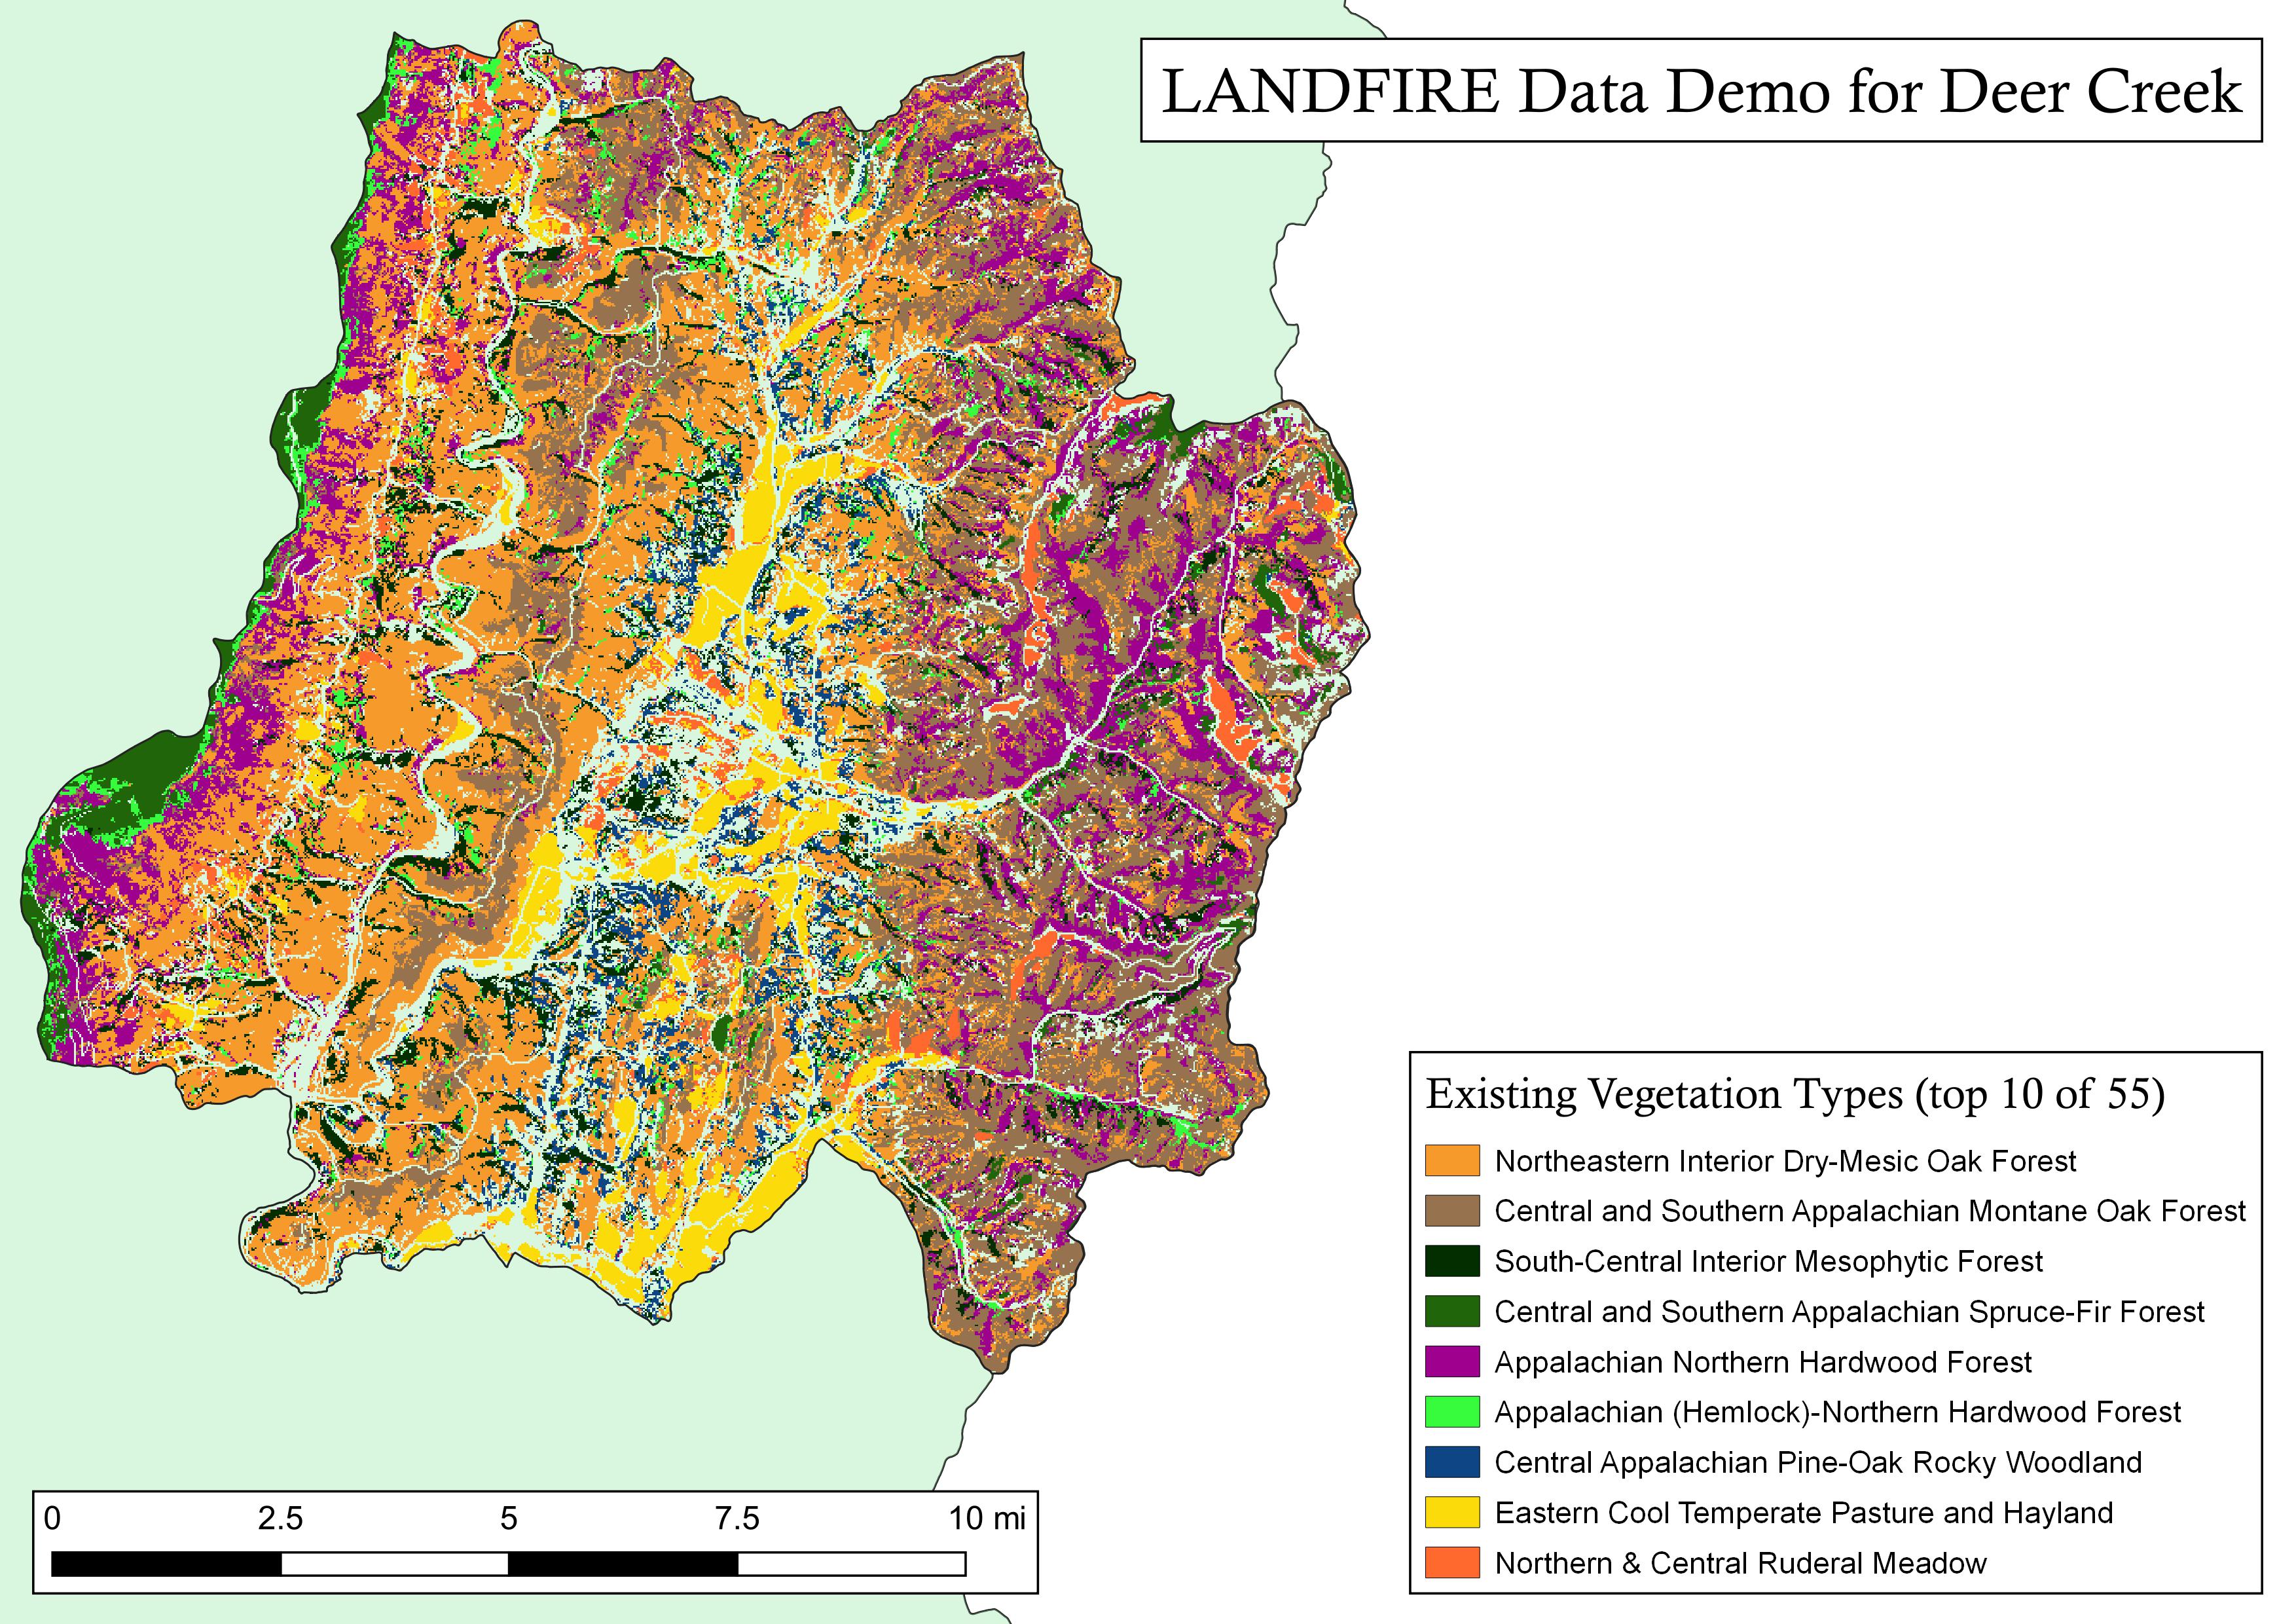 LANDFIRE Data Demo for Deer Creek
Existing Vegetation Types (top 10 of 55)
Northeastern Interior Dry-Mesic Oak Forest
Central and Southern Appalachian Montane Oak Forest
South-Central Interior Mesophytic Forest
Central and Southern Appalachian Spruce-Fir Forest
Appalachian Northern Hardwood Forest
Appalachian (Hemlock)-Northern Hardwood Forest
Central Appalachian Pine-Oak Rocky Woodland
Eastern Cool Temperate Pasture and Hayland
Northern & Central Ruderal Meadow
0 2.5 5 7.5 10 mi